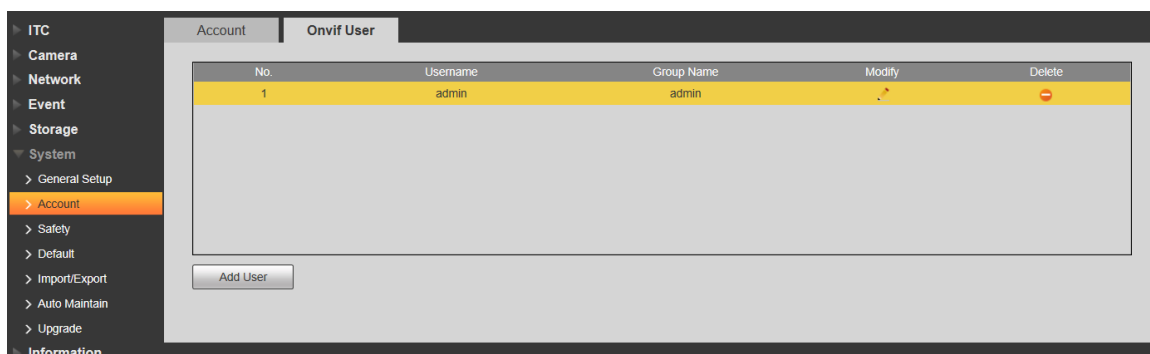 ITC
Camera
Network
Event
Storage
System
General Setup
Account
Safety
Default
Import/Export
Auto Maintain
Upgrade
Information
Account Onvif User
No. Username Group Name Modify Delete
1 admin admin
Add User